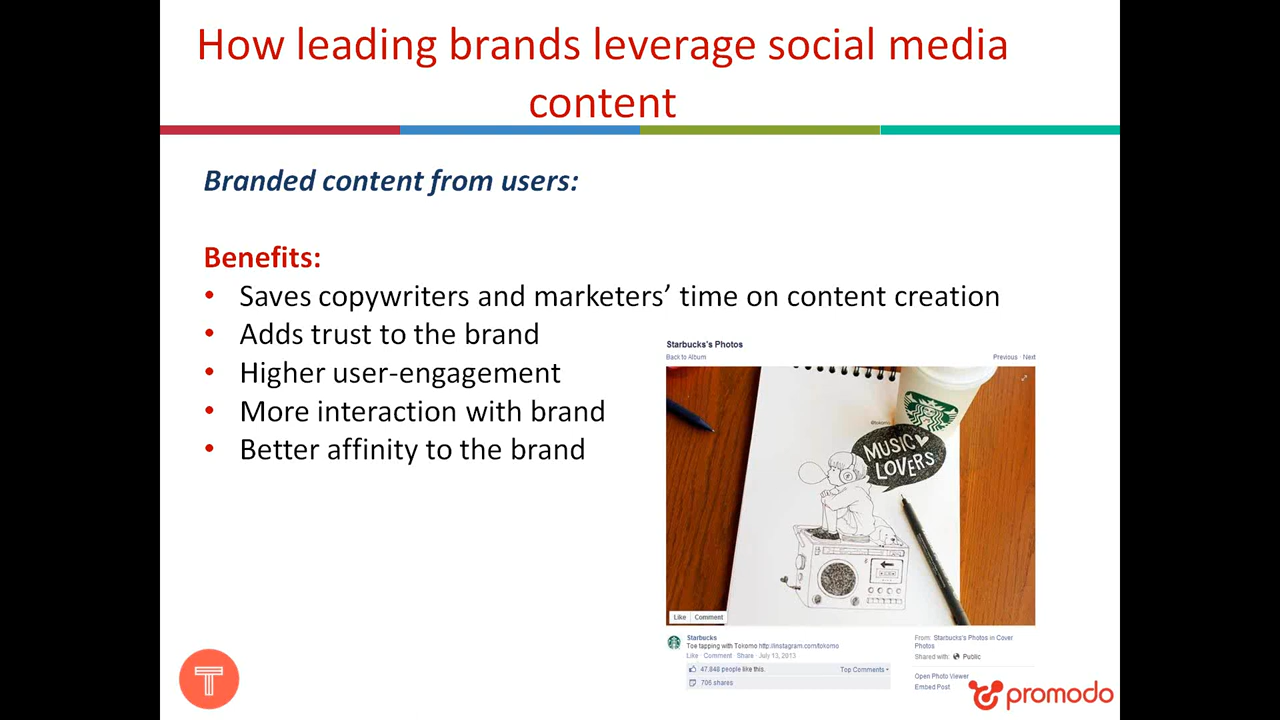 How leading brands leverage social media
content
Branded content from users:
Benefits:
• Saves copywriters and marketers’ time on content creation
• Adds trust to the brand
• Higher user-engagement
• More interaction with brand
• Better affinity to the brand
Starbucks's Photos
Back to Album
Previous · Next
@tokomo
MUSIC
LOVERS
Like Comment
Starbucks
Toe tapping with Tokomo http://instagram.com/tokomo
Like · Comment · Share · July 13, 2013
47,848 people like this.
Top Comments
706 shares
From: Starbucks's Photos in Cover
Photos
Shared with: Public
Open Photo Viewer
Embed Post
T
promodo